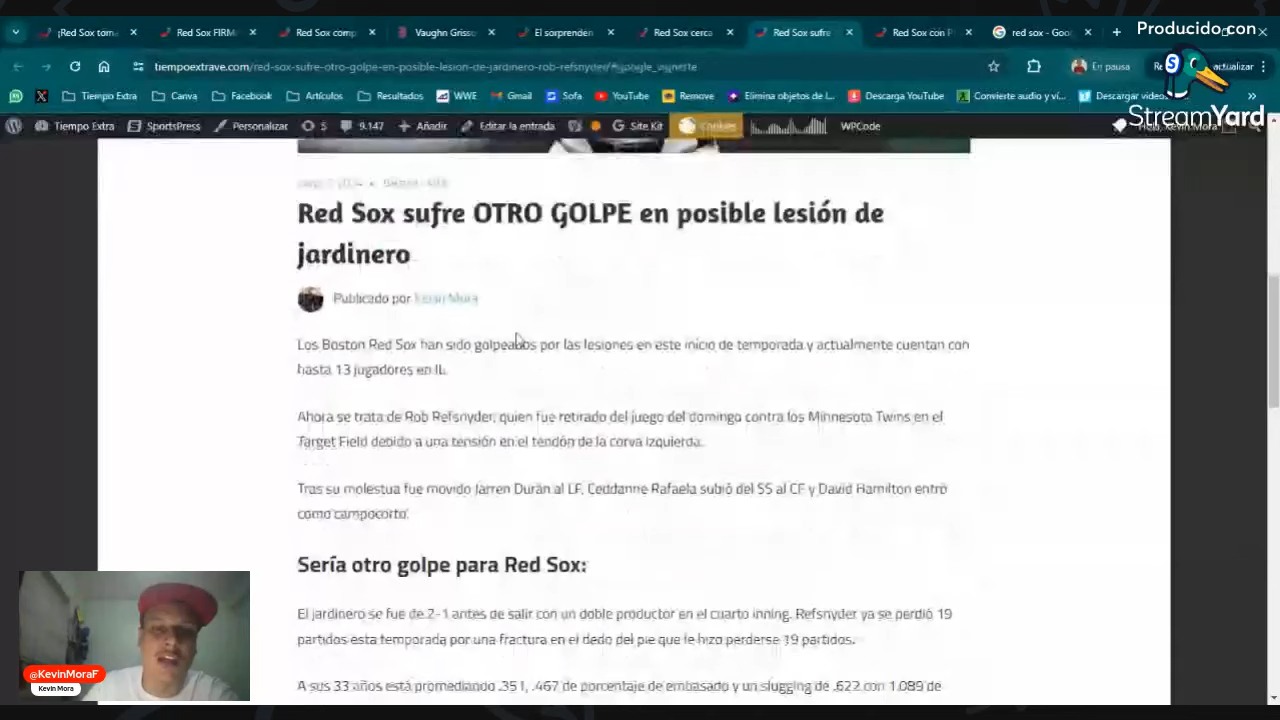 ¡Red Sox tom
Red Sox FIRM
Red Sox comp
Vaughn Grisso
El sorprenden
Red Sox cerca
Red Sox sufre
Red Sox con P
red sox - Goo
Producido con
tiempoextrave.com/red-sox-sufre-otro-golpe-en-posible-lesion-de-jardinero-rob-refsnyder/#google_vignette
En pausa
actualizar
Tiempo Extra
Canva
Facebook
Artículos
Resultados
WWE
Gmail
Sofa
YouTube
Remove
Elimina objetos de l...
Descarga YouTube
Convierte audio y ví...
Descargar video
StreamYard
Tiempo Extra
SportsPress
Personalizar
5
9.147
Añadir
Editar la entrada
Site Kit
Cookies
WPCode
Hola, Kevin Mora
Red Sox sufre OTRO GOLPE en posible lesión de
jardinero
Publicado por Kevin Mora
Los Boston Red Sox han sido golpeados por las lesiones en este inicio de temporada y actualmente cuentan con
hasta 13 jugadores en IL.
Ahora se trata de Rob Refsnyder, quien fue retirado del juego del domingo contra los Minnesota Twins en el
Target Field debido a una tensión en el tendón de la corva izquierda.
Tras su molestua fue movido Jarren Durán al LF, Ceddanne Rafaela subió del SS al CF y David Hamilton entró
como campocorto.
Sería otro golpe para Red Sox:
El jardinero se fue de 2-1 antes de salir con un doble productor en el cuarto inning. Refsnyder ya se perdió 19
partidos esta temporada por una fractura en el dedo del pie que le hizo perderse 19 partidos.
A sus 33 años está promediando .351, .467 de porcentaje de embasado y un slugging de .622 con 1.089 de
@KevinMoraF
Kevin Mora